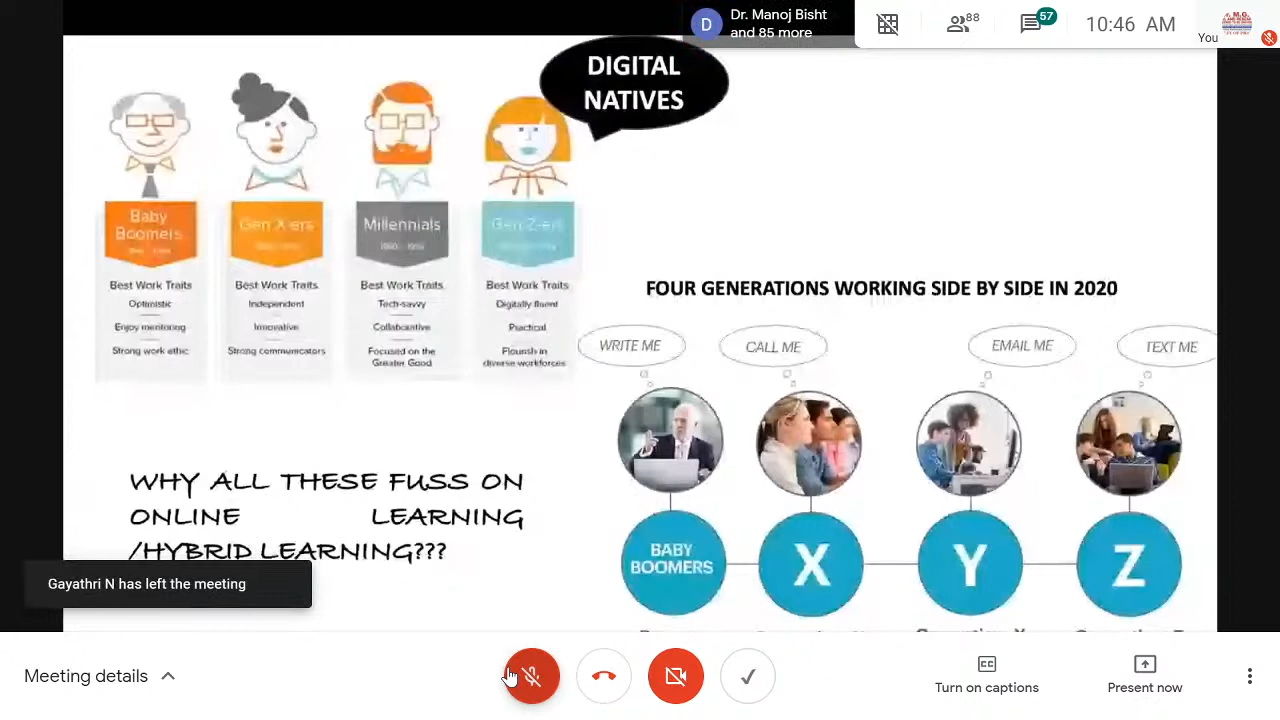 Dr. Manoj Bisht
and 85 more
88
57
10:46 AM
You
DIGITAL
NATIVES
Baby
Boomers
Gen X-ers
Millennials
Gen Z-ers
Best Work Traits
Optimistic
Enjoy mentoring
Strong work ethic
Best Work Traits
Independent
Innovative
Strong communicators
Best Work Traits
Tech-savvy
Collaborative
Focused on the
Greater Good
Best Work Traits
Digitally fluent
Practical
Flourish in
diverse workforces
FOUR GENERATIONS WORKING SIDE BY SIDE IN 2020
WRITE ME
CALL ME
EMAIL ME
TEXT ME
BABY
BOOMERS
X
Y
Z
WHY ALL THESE FUSS ON
ONLINE LEARNING
/HYBRID LEARNING???
Gayathri N has left the meeting
Meeting details
Turn on captions
Present now